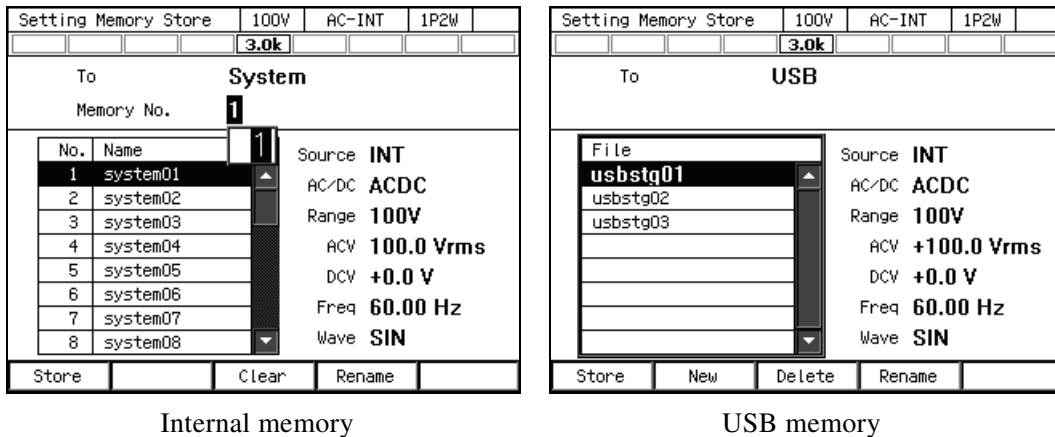 Setting Memory Store 100V AC-INT 1P2W
3.0k
To System
Memory No. 1
1
No. Name
1 system01
2 system02
3 system03
4 system04
5 system05
6 system06
7 system07
8 system08
Source INT
AC/DC ACDC
Range 100V
ACV 100.0 Vrms
DCV +0.0 V
Freq 60.00 Hz
Wave SIN
Store Clear Rename
Internal memory
Setting Memory Store 100V AC-INT 1P2W
3.0k
To USB
File
usbstg01
usbstg02
usbstg03
Source INT
AC/DC ACDC
Range 100V
ACV +100.0 Vrms
DCV +0.0 V
Freq 60.00 Hz
Wave SIN
Store New Delete Rename
USB memory